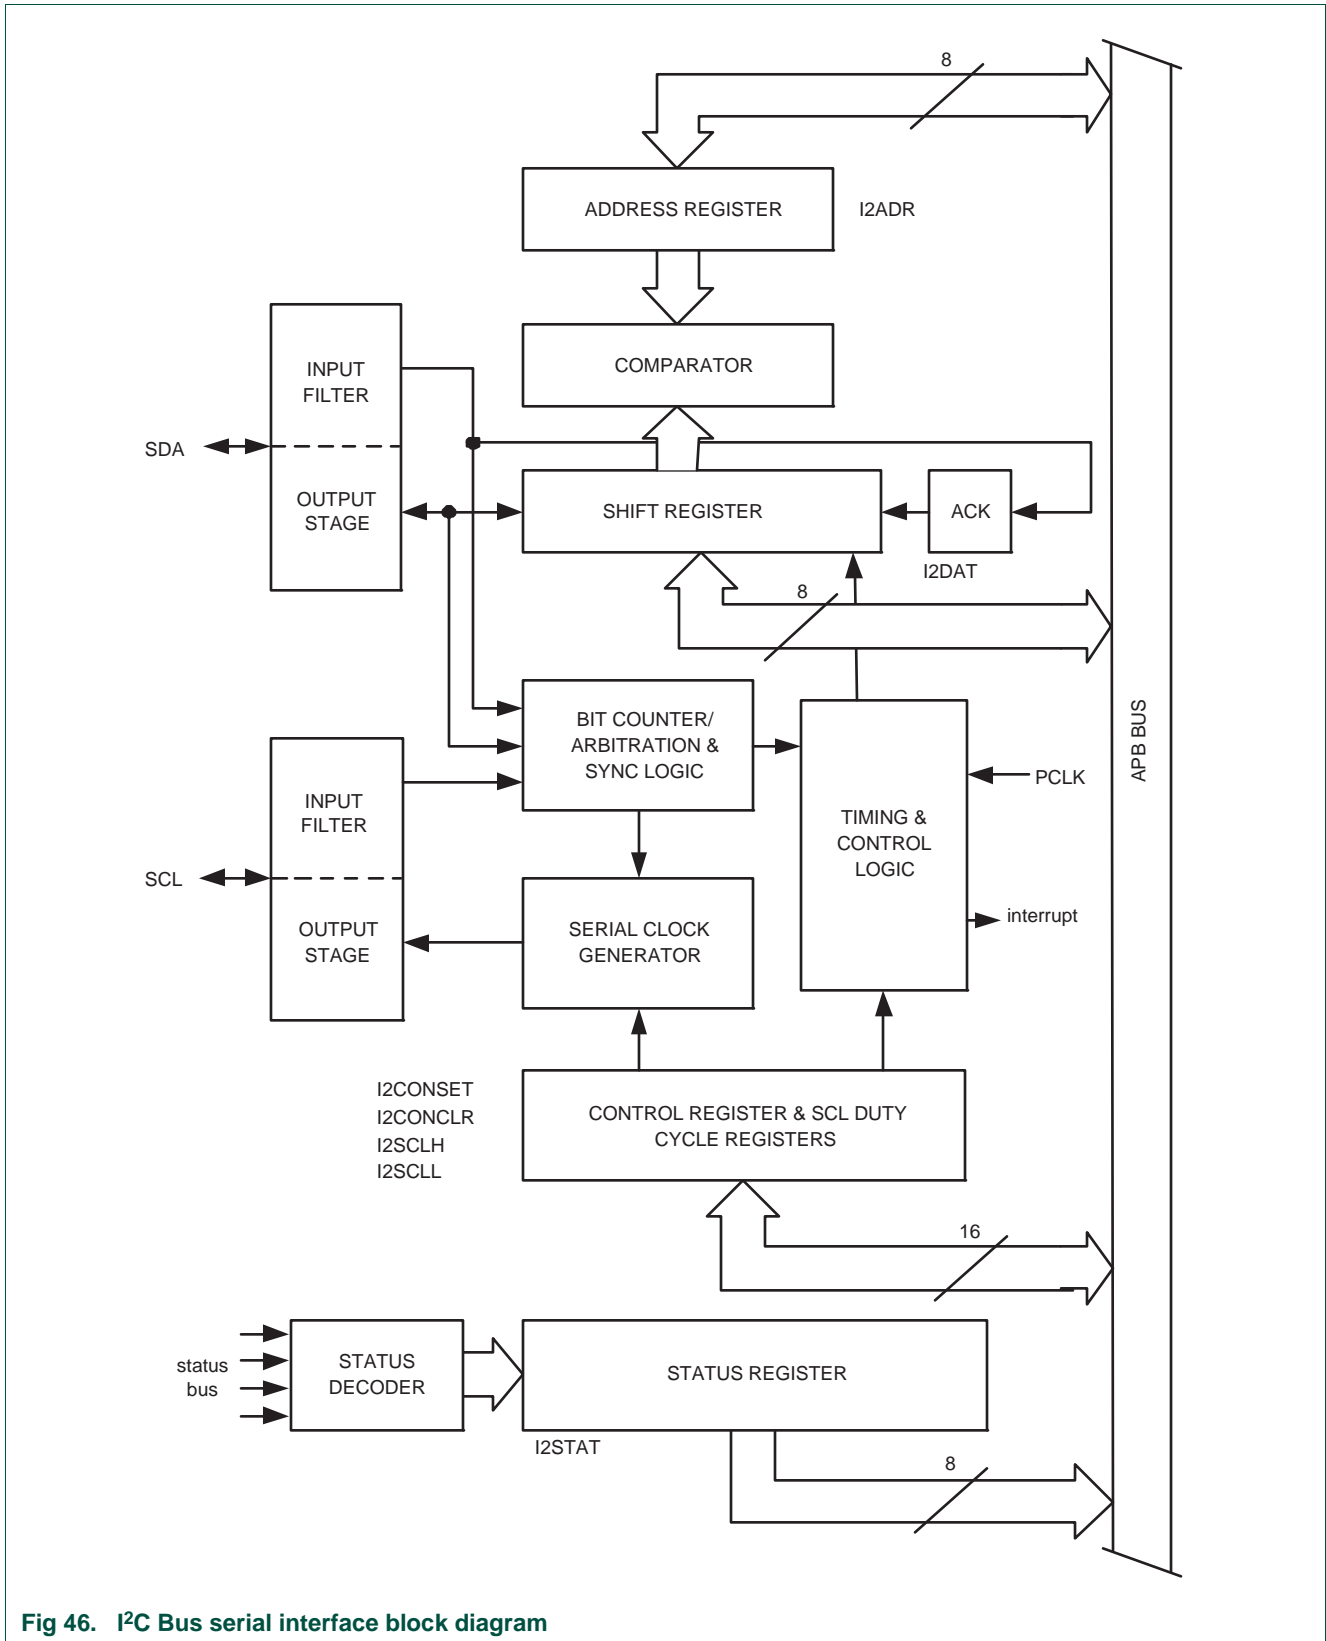 8
ADDRESS REGISTER
I2ADR
COMPARATOR
INPUT
FILTER
SDA
OUTPUT
STAGE
SHIFT REGISTER
ACK
I2DAT
8
BIT COUNTER/
ARBITRATION &
SYNC LOGIC
APB BUS
PCLK
INPUT
FILTER
TIMING &
CONTROL
LOGIC
SCL
OUTPUT
STAGE
SERIAL CLOCK
GENERATOR
interrupt
I2CONSET
I2CONCLR
I2SCLH
I2SCLL
CONTROL REGISTER & SCL DUTY
CYCLE REGISTERS
16
status
bus
STATUS
DECODER
STATUS REGISTER
I2STAT
8
Fig 46. I²C Bus serial interface block diagram